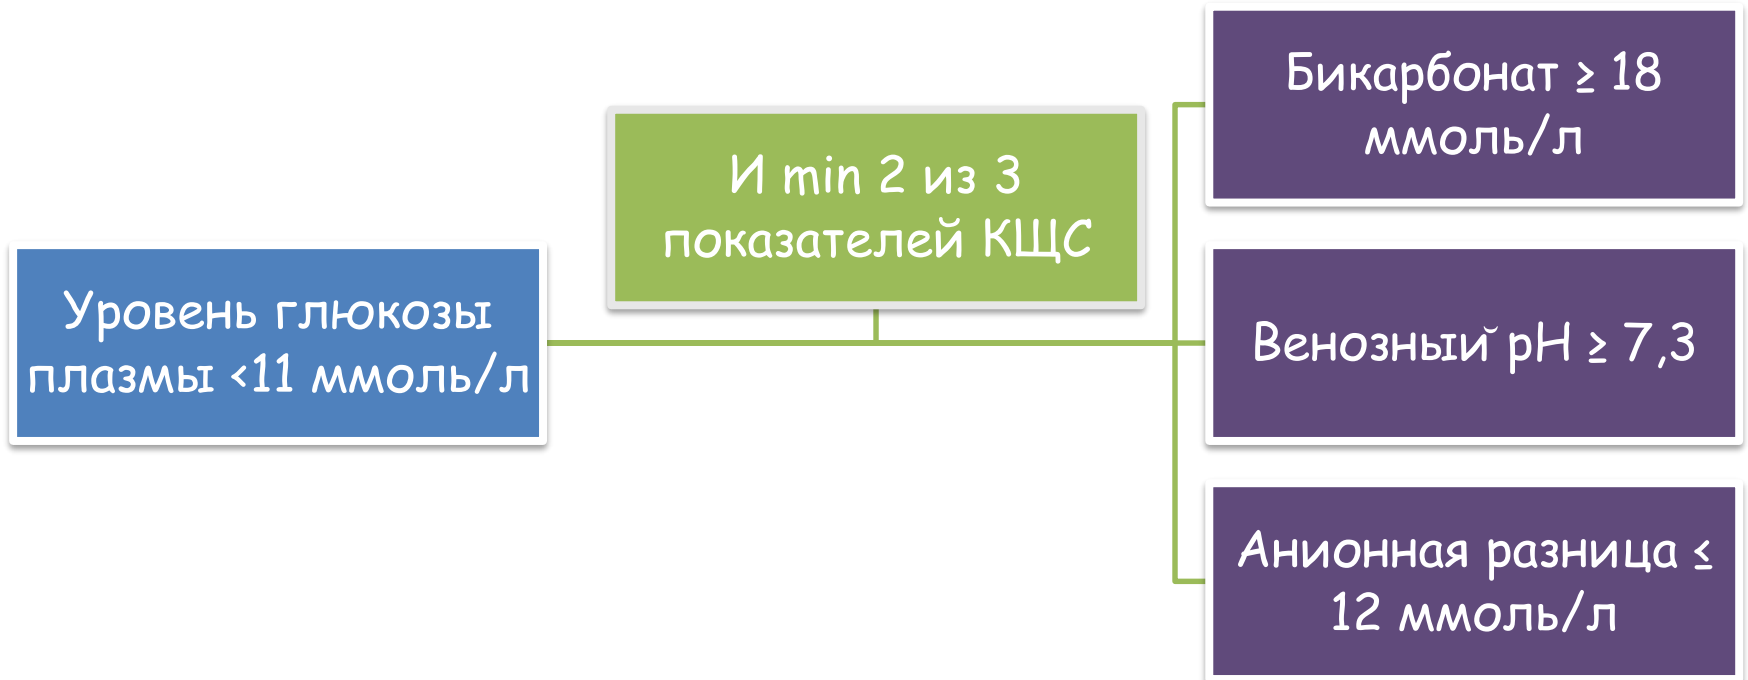 Уровень глюкозы
плазмы <11 ммоль/л
И min 2 из 3
показателей КЩС
Бикарбонат ≥ 18
ммоль/л
Венозный pH ≥ 7,3
Анионная разница ≤
12 ммоль/л